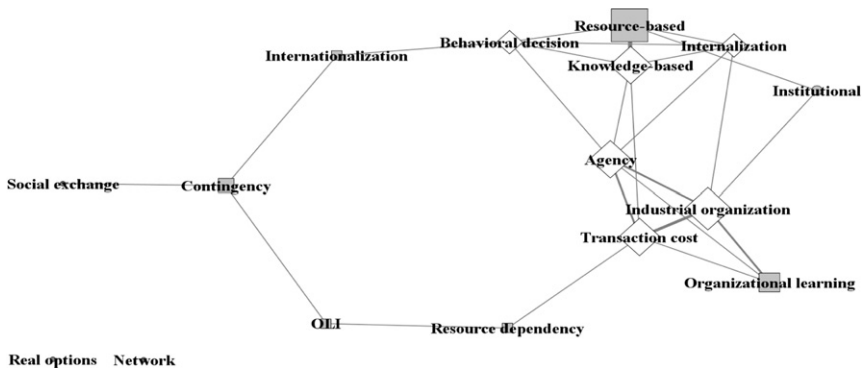 Resource-based
Behavioral decision
Internalization
Internationalization
Knowledge-based
Institutional
Agency
Social exchange
Contingency
Industrial organization
Transaction cost
Organizational learning
OLI
Resource dependency
Real options
Network